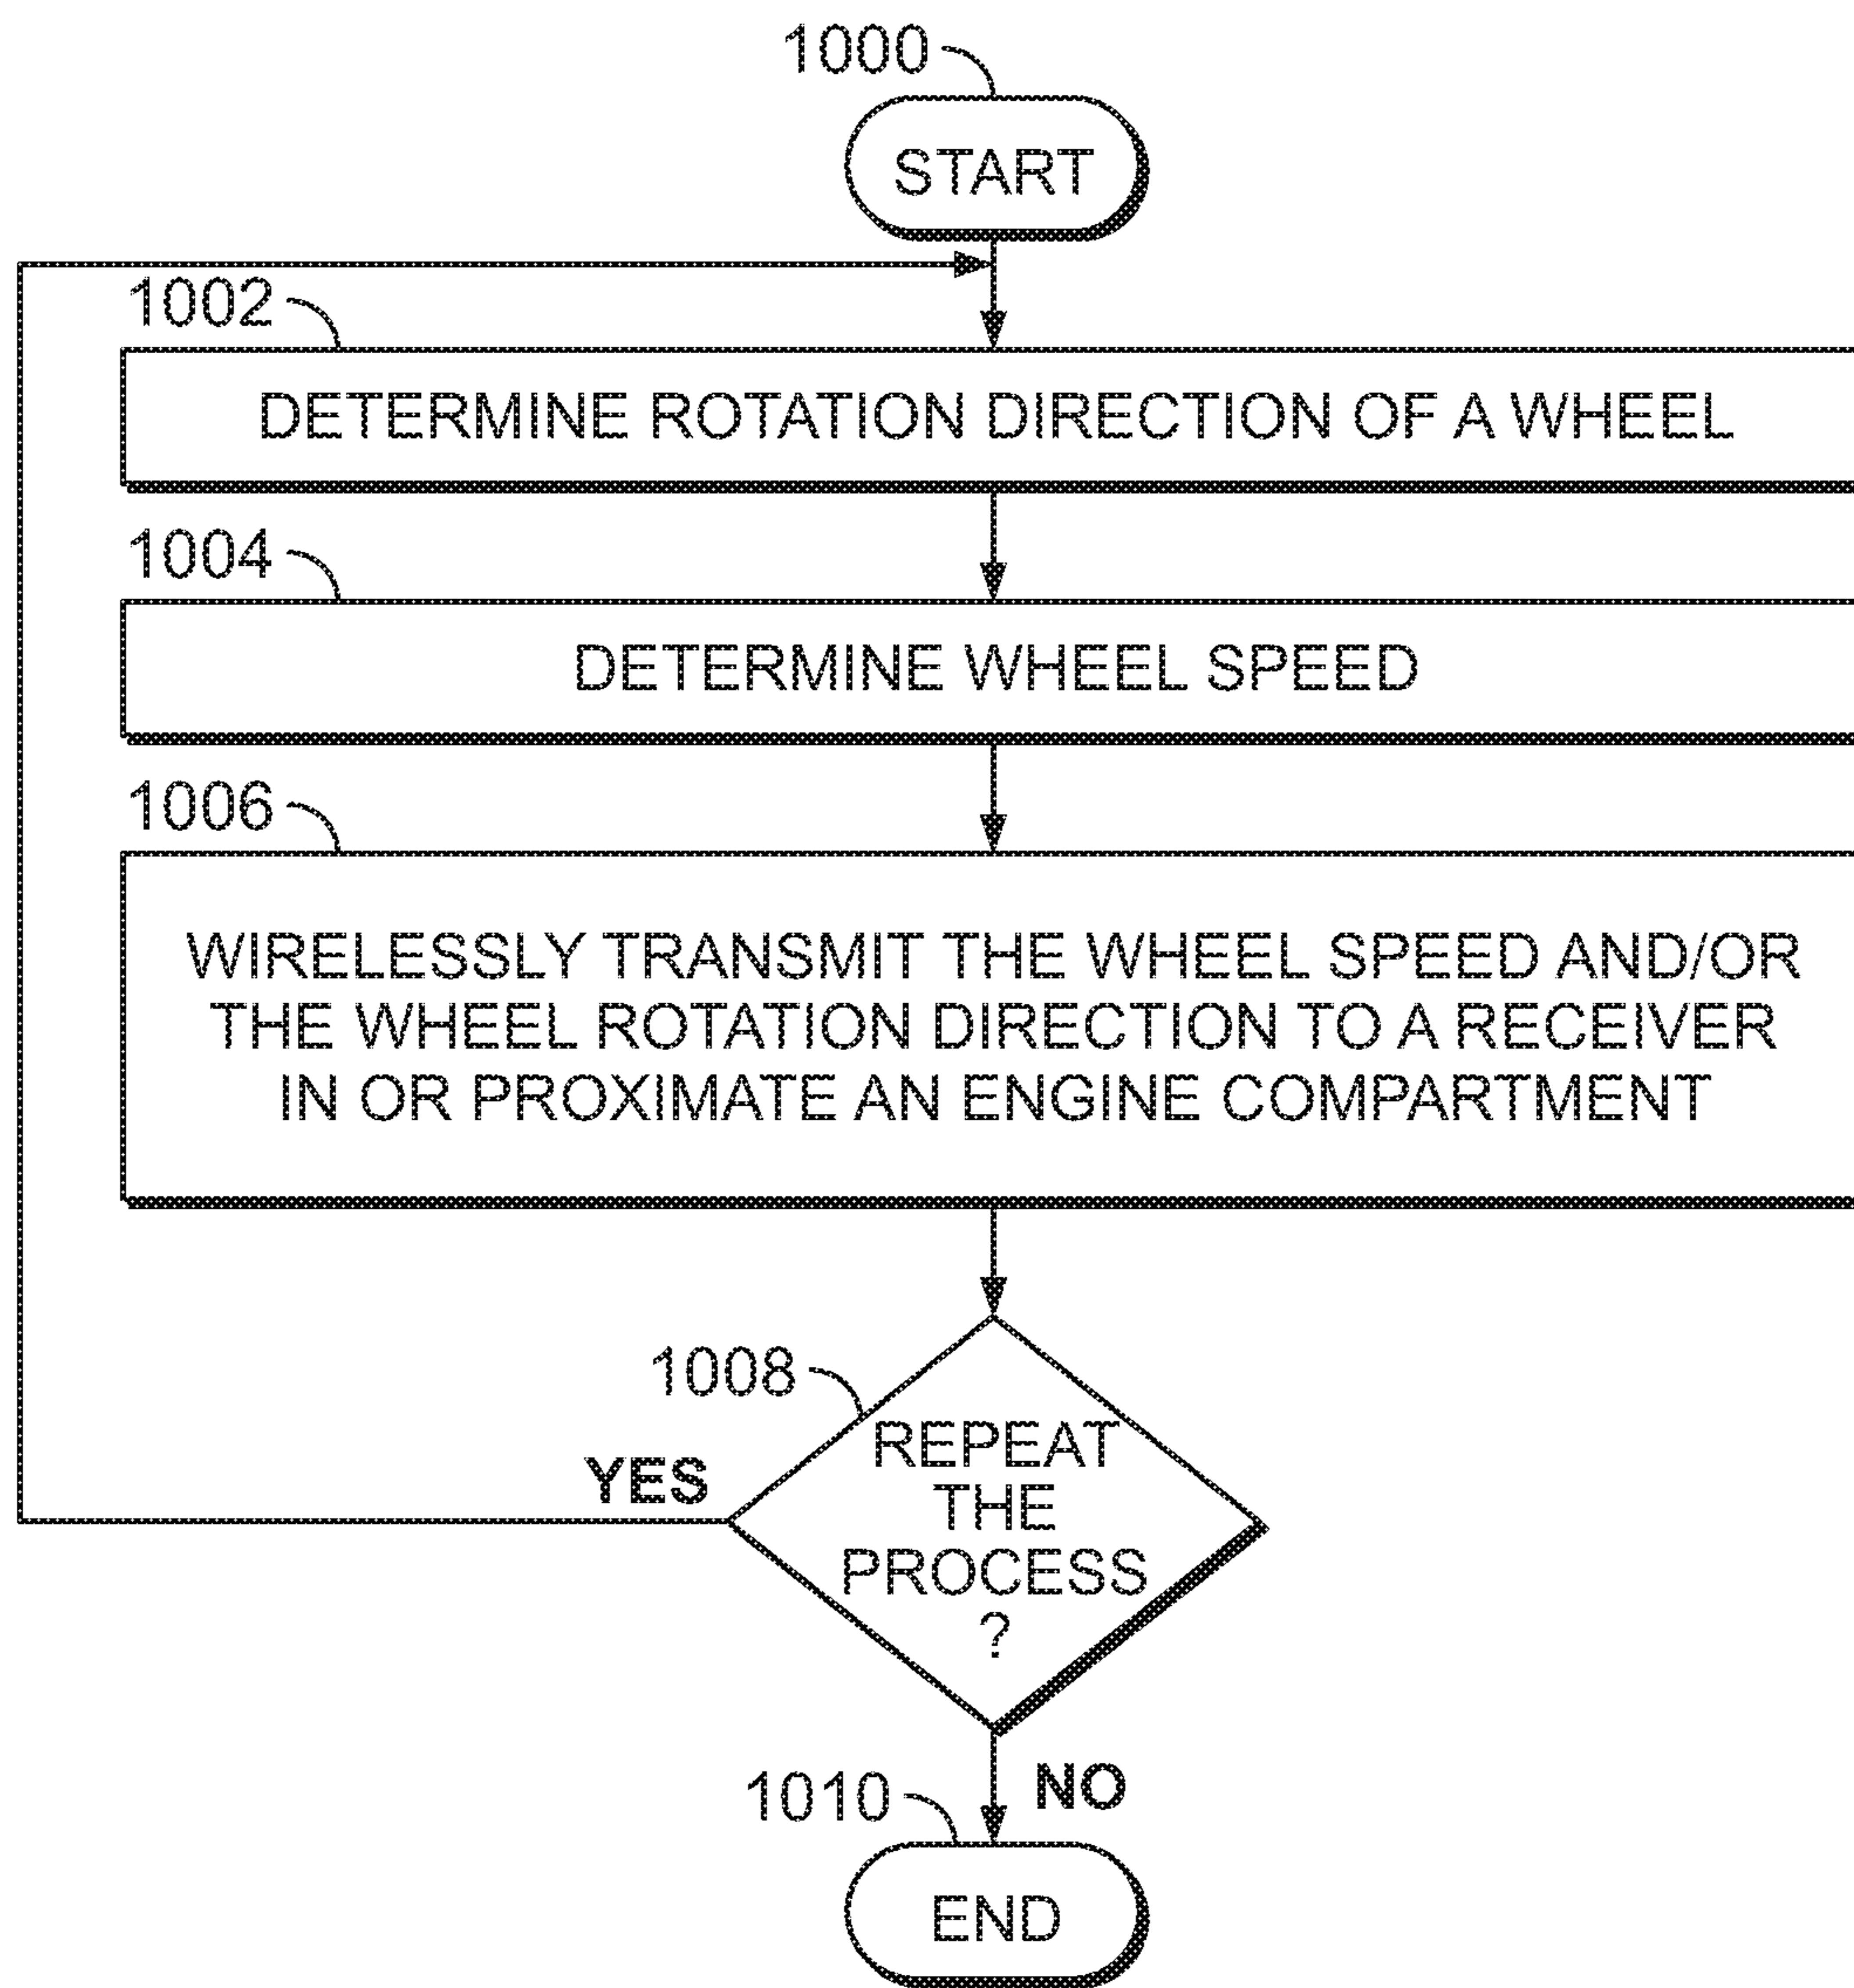 1000
START
1002
DETERMINE ROTATION DIRECTION OF A WHEEL
1004
DETERMINE WHEEL SPEED
1006
WIRELESSLY TRANSMIT THE WHEEL SPEED AND/OR
THE WHEEL ROTATION DIRECTION TO A RECEIVER
IN OR PROXIMATE AN ENGINE COMPARTMENT
1008
REPEAT
THE
PROCESS
?
YES
NO
1010
END